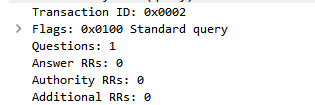 Transaction ID: 0x0002
Flags: 0x0100 Standard query
Questions: 1
Answer RRs: 0
Authority RRs: 0
Additional RRs: 0